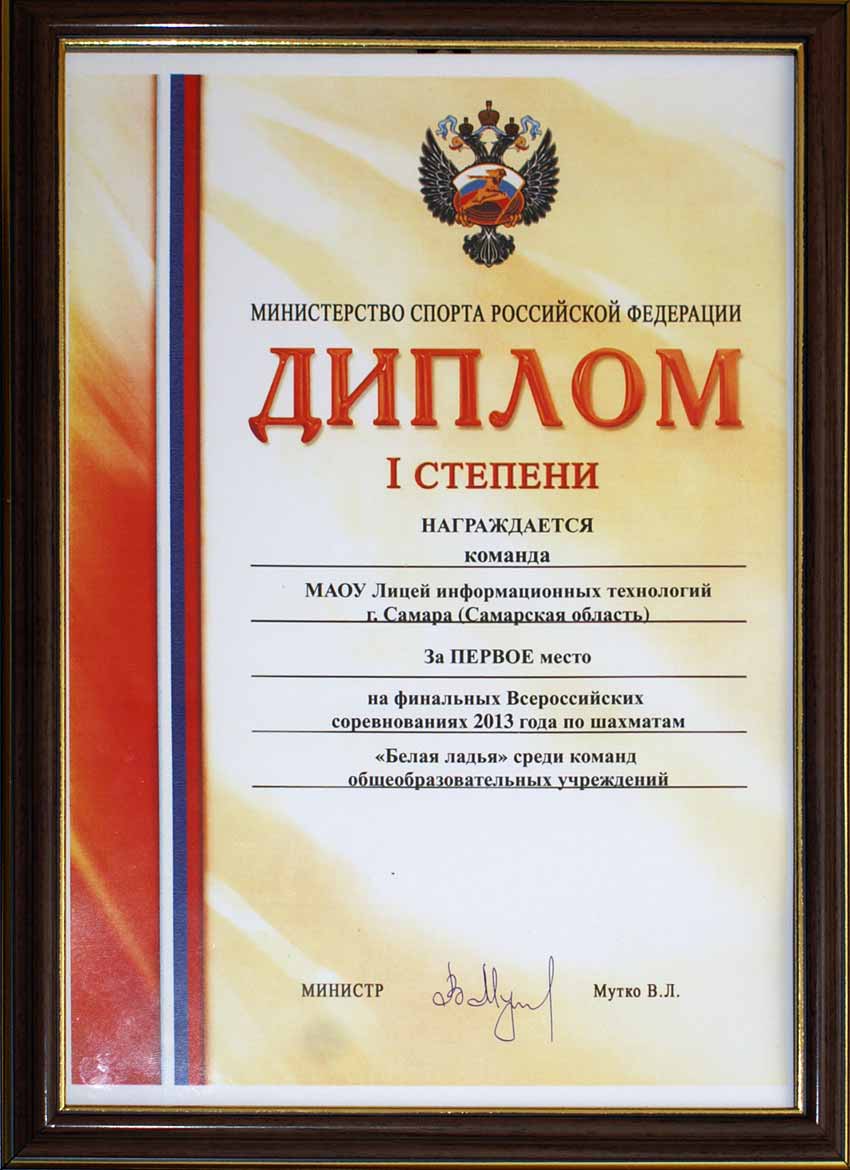 МИНИСТЕРСТВО СПОРТА РОССИЙСКОЙ ФЕДЕРАЦИИ
ДИПЛОМ
I СТЕПЕНИ
НАГРАЖДАЕТСЯ
команда
МАОУ Лицей информационных технологий
г. Самара (Самарская область)
За ПЕРВОЕ место
на финальных Всероссийских
соревнованиях 2013 года по шахматам
«Белая ладья» среди команд
общеобразовательных учреждений
МИНИСТР Мутко В.Л.